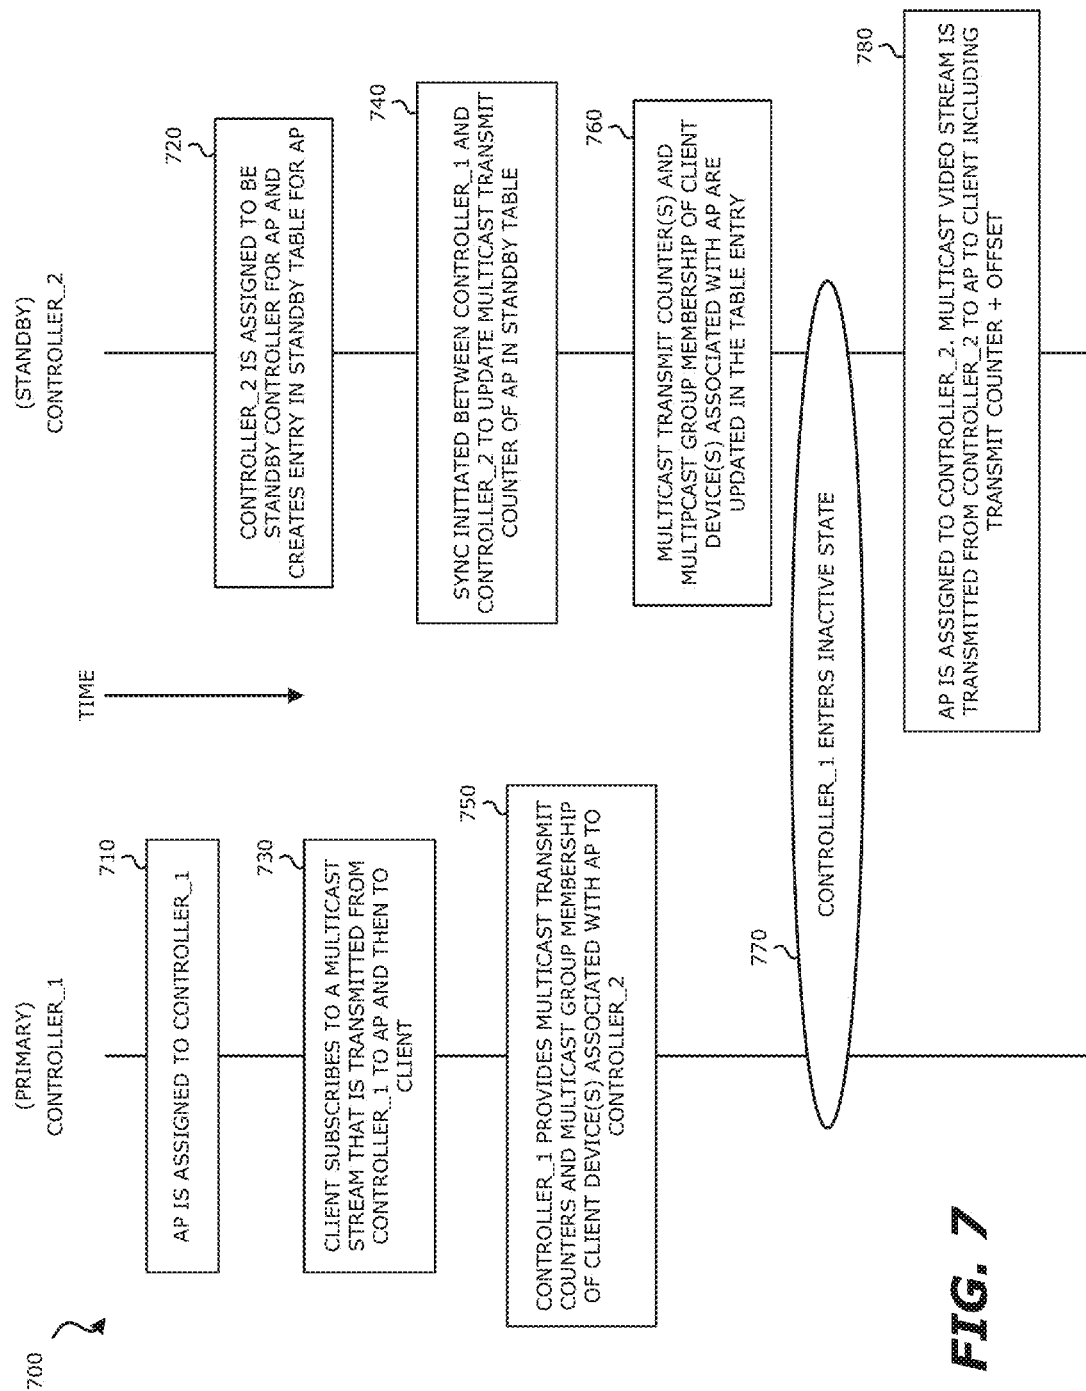 700
(PRIMARY)
CONTROLLER_1
(STANDBY)
CONTROLLER_2
TIME
710
AP IS ASSIGNED TO CONTROLLER_1
720
CONTROLLER_2 IS ASSIGNED TO BE
STANDBY CONTROLLER FOR AP AND
CREATES ENTRY IN STANDBY TABLE FOR AP
730
CLIENT SUBSCRIBES TO A MULTICAST
STREAM THAT IS TRANSMITTED FROM
CONTROLLER_1 TO AP AND THEN TO
CLIENT
740
SYNC INITIATED BETWEEN CONTROLLER_1 AND
CONTROLLER_2 TO UPDATE MULTICAST TRANSMIT
COUNTER OF AP IN STANDBY TABLE
750
CONTROLLER_1 PROVIDES MULTICAST TRANSMIT
COUNTERS AND MULTICAST GROUP MEMBERSHIP
OF CLIENT DEVICE(S) ASSOCIATED WITH AP TO
CONTROLLER_2
760
MULTICAST TRANSMIT COUNTER(S) AND
MULTIPCAST GROUP MEMBERSHIP OF CLIENT
DEVICE(S) ASSOCIATED WITH AP ARE
UPDATED IN THE TABLE ENTRY
770
CONTROLLER_1 ENTERS INACTIVE STATE
780
AP IS ASSIGNED TO CONTROLLER_2. MULTICAST VIDEO STREAM IS
TRANSMITTED FROM CONTROLLER_2 TO AP TO CLIENT INCLUDING
TRANSMIT COUNTER + OFFSET
FIG. 7